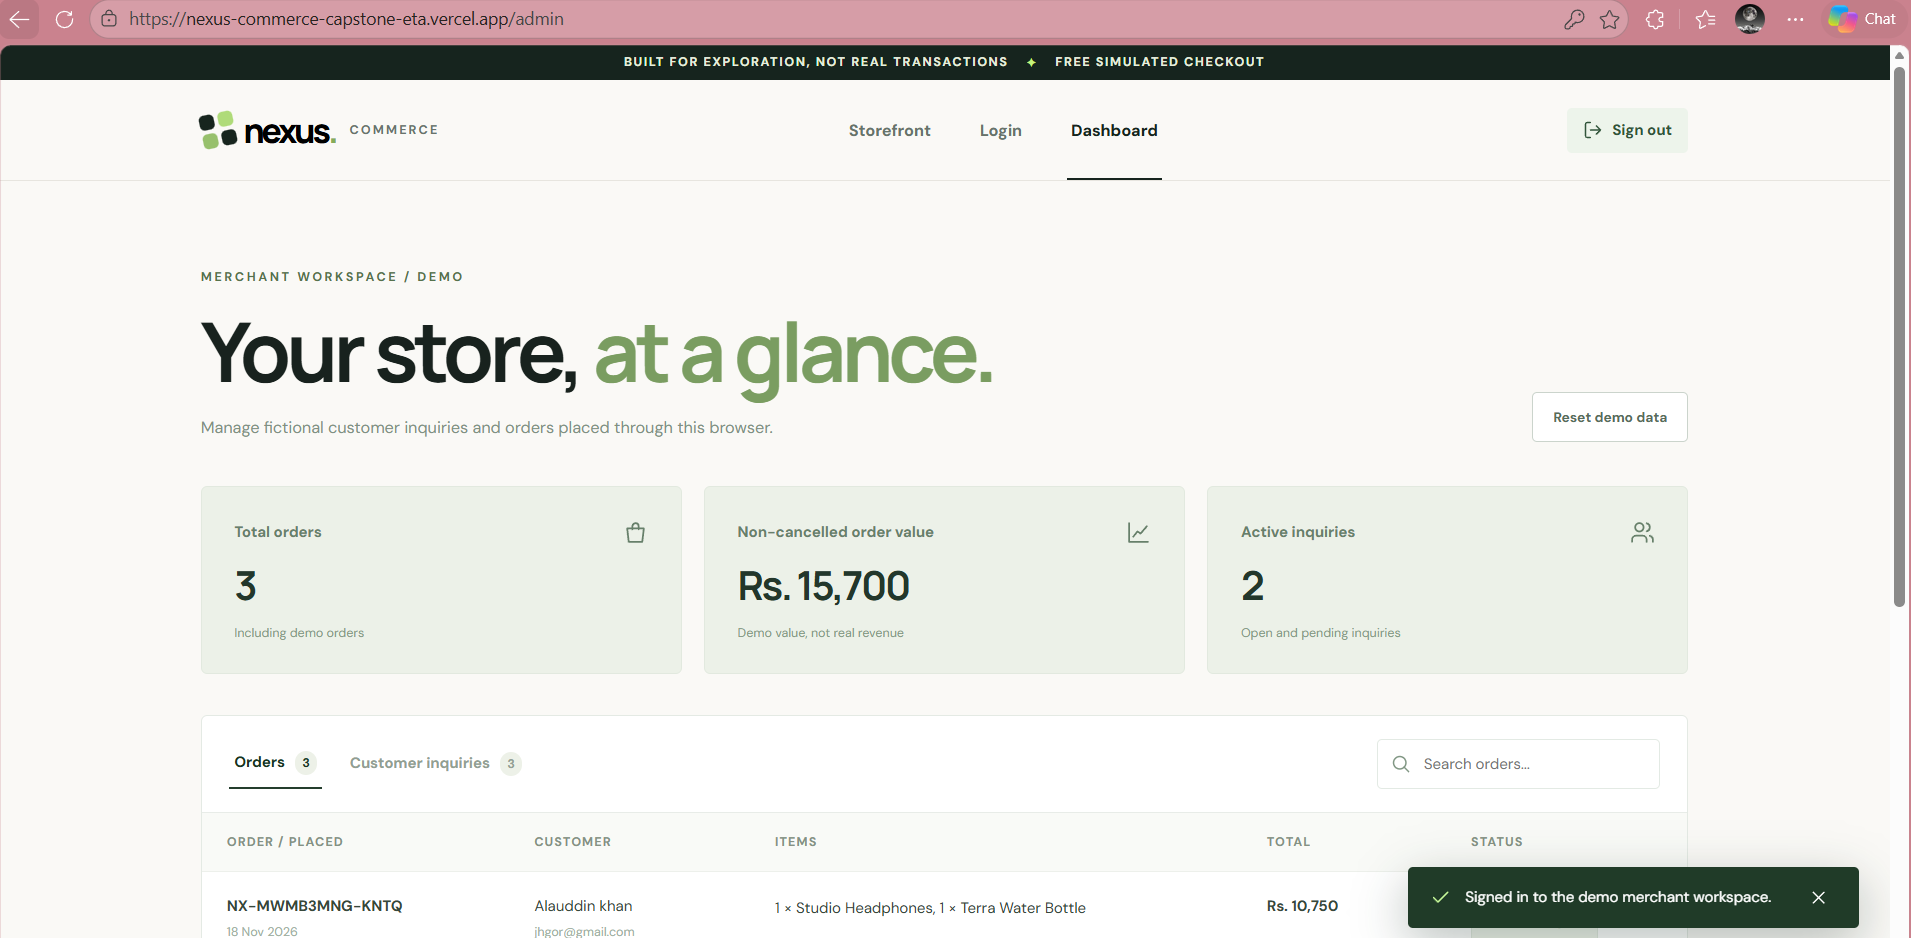 https://nexus-commerce-capstone-eta.vercel.app/admin
Chat
BUILT FOR EXPLORATION, NOT REAL TRANSACTIONS ✦ FREE SIMULATED CHECKOUT
nexus. COMMERCE
Storefront
Login
Dashboard
Sign out
MERCHANT WORKSPACE / DEMO
Your store, at a glance.
Manage fictional customer inquiries and orders placed through this browser.
Reset demo data
Total orders
3
Including demo orders
Non-cancelled order value
Rs. 15,700
Demo value, not real revenue
Active inquiries
2
Open and pending inquiries
Orders 3
Customer inquiries 3
Search orders...
ORDER / PLACED CUSTOMER ITEMS TOTAL STATUS
NX-MWMB3MNG-KNTQ Alauddin khan 1 × Studio Headphones, 1 × Terra Water Bottle Rs. 10,750
18 Nov 2026 jhgor@gmail.com
Signed in to the demo merchant workspace.